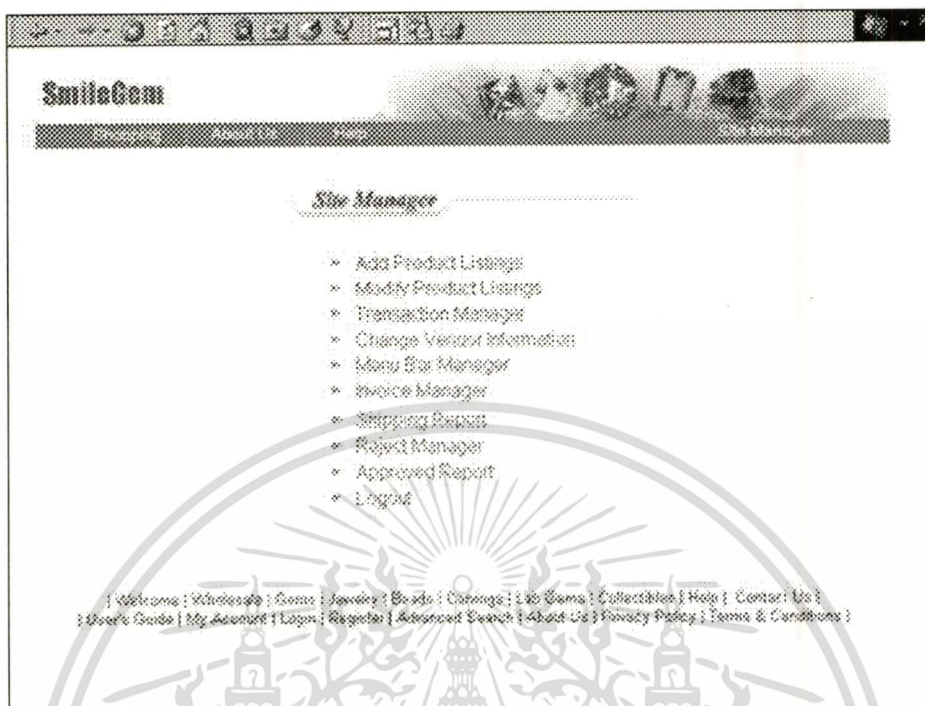 SmileGem
Shopping About Us Help Site Manager
Site Manager
» Add Product Listings
» Modify Product Listings
» Transaction Manager
» Change Vendor Information
» Menu Bar Manager
» Invoice Manager
» Shipping Report
» Reject Manager
» Approved Report
» Logout
| Welcome | Wholesale | Gems | Jewelry | Beads | Carvings | Lab Gems | Collectibles | Help | Contact Us |
| User's Guide | My Account | Login | Register | Advanced Search | About Us | Privacy Policy | Terms & Conditions |